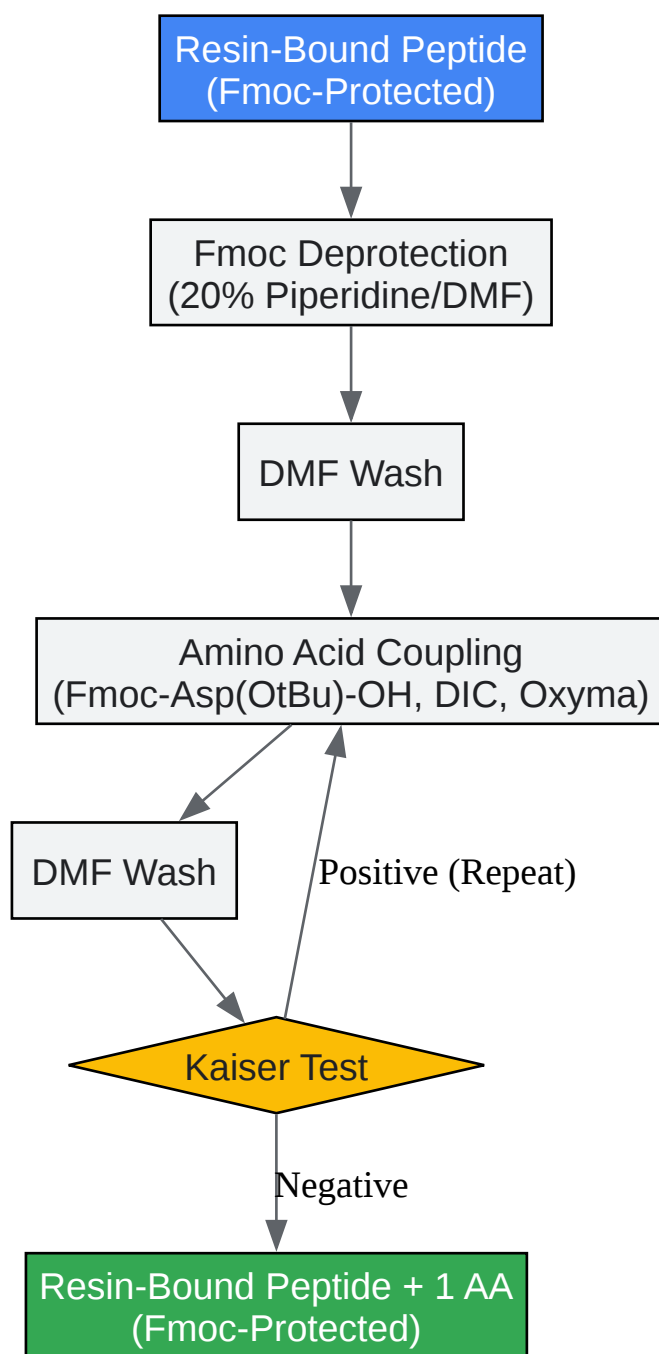 Resin-Bound Peptide
(Fmoc-Protected)
Fmoc Deprotection
(20% Piperidine/DMF)
DMF Wash
Amino Acid Coupling
(Fmoc-Asp(OtBu)-OH, DIC, Oxyma)
DMF Wash
Positive (Repeat)
Kaiser Test
Negative
Resin-Bound Peptide + 1 AA
(Fmoc-Protected)